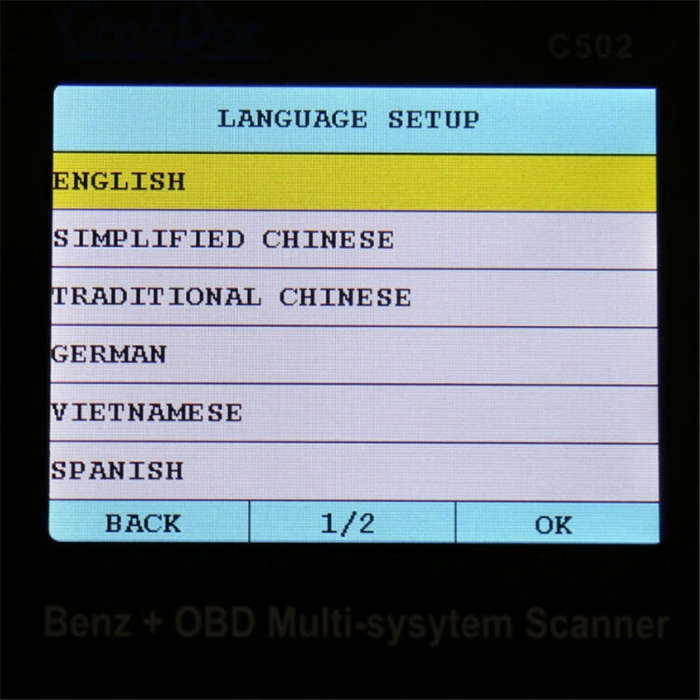 C502
LANGUAGE SETUP
ENGLISH
SIMPLIFIED CHINESE
TRADITIONAL CHINESE
GERMAN
VIETNAMESE
SPANISH
BACK 1/2 OK
Benz + OBD Multi-sysytem Scanner